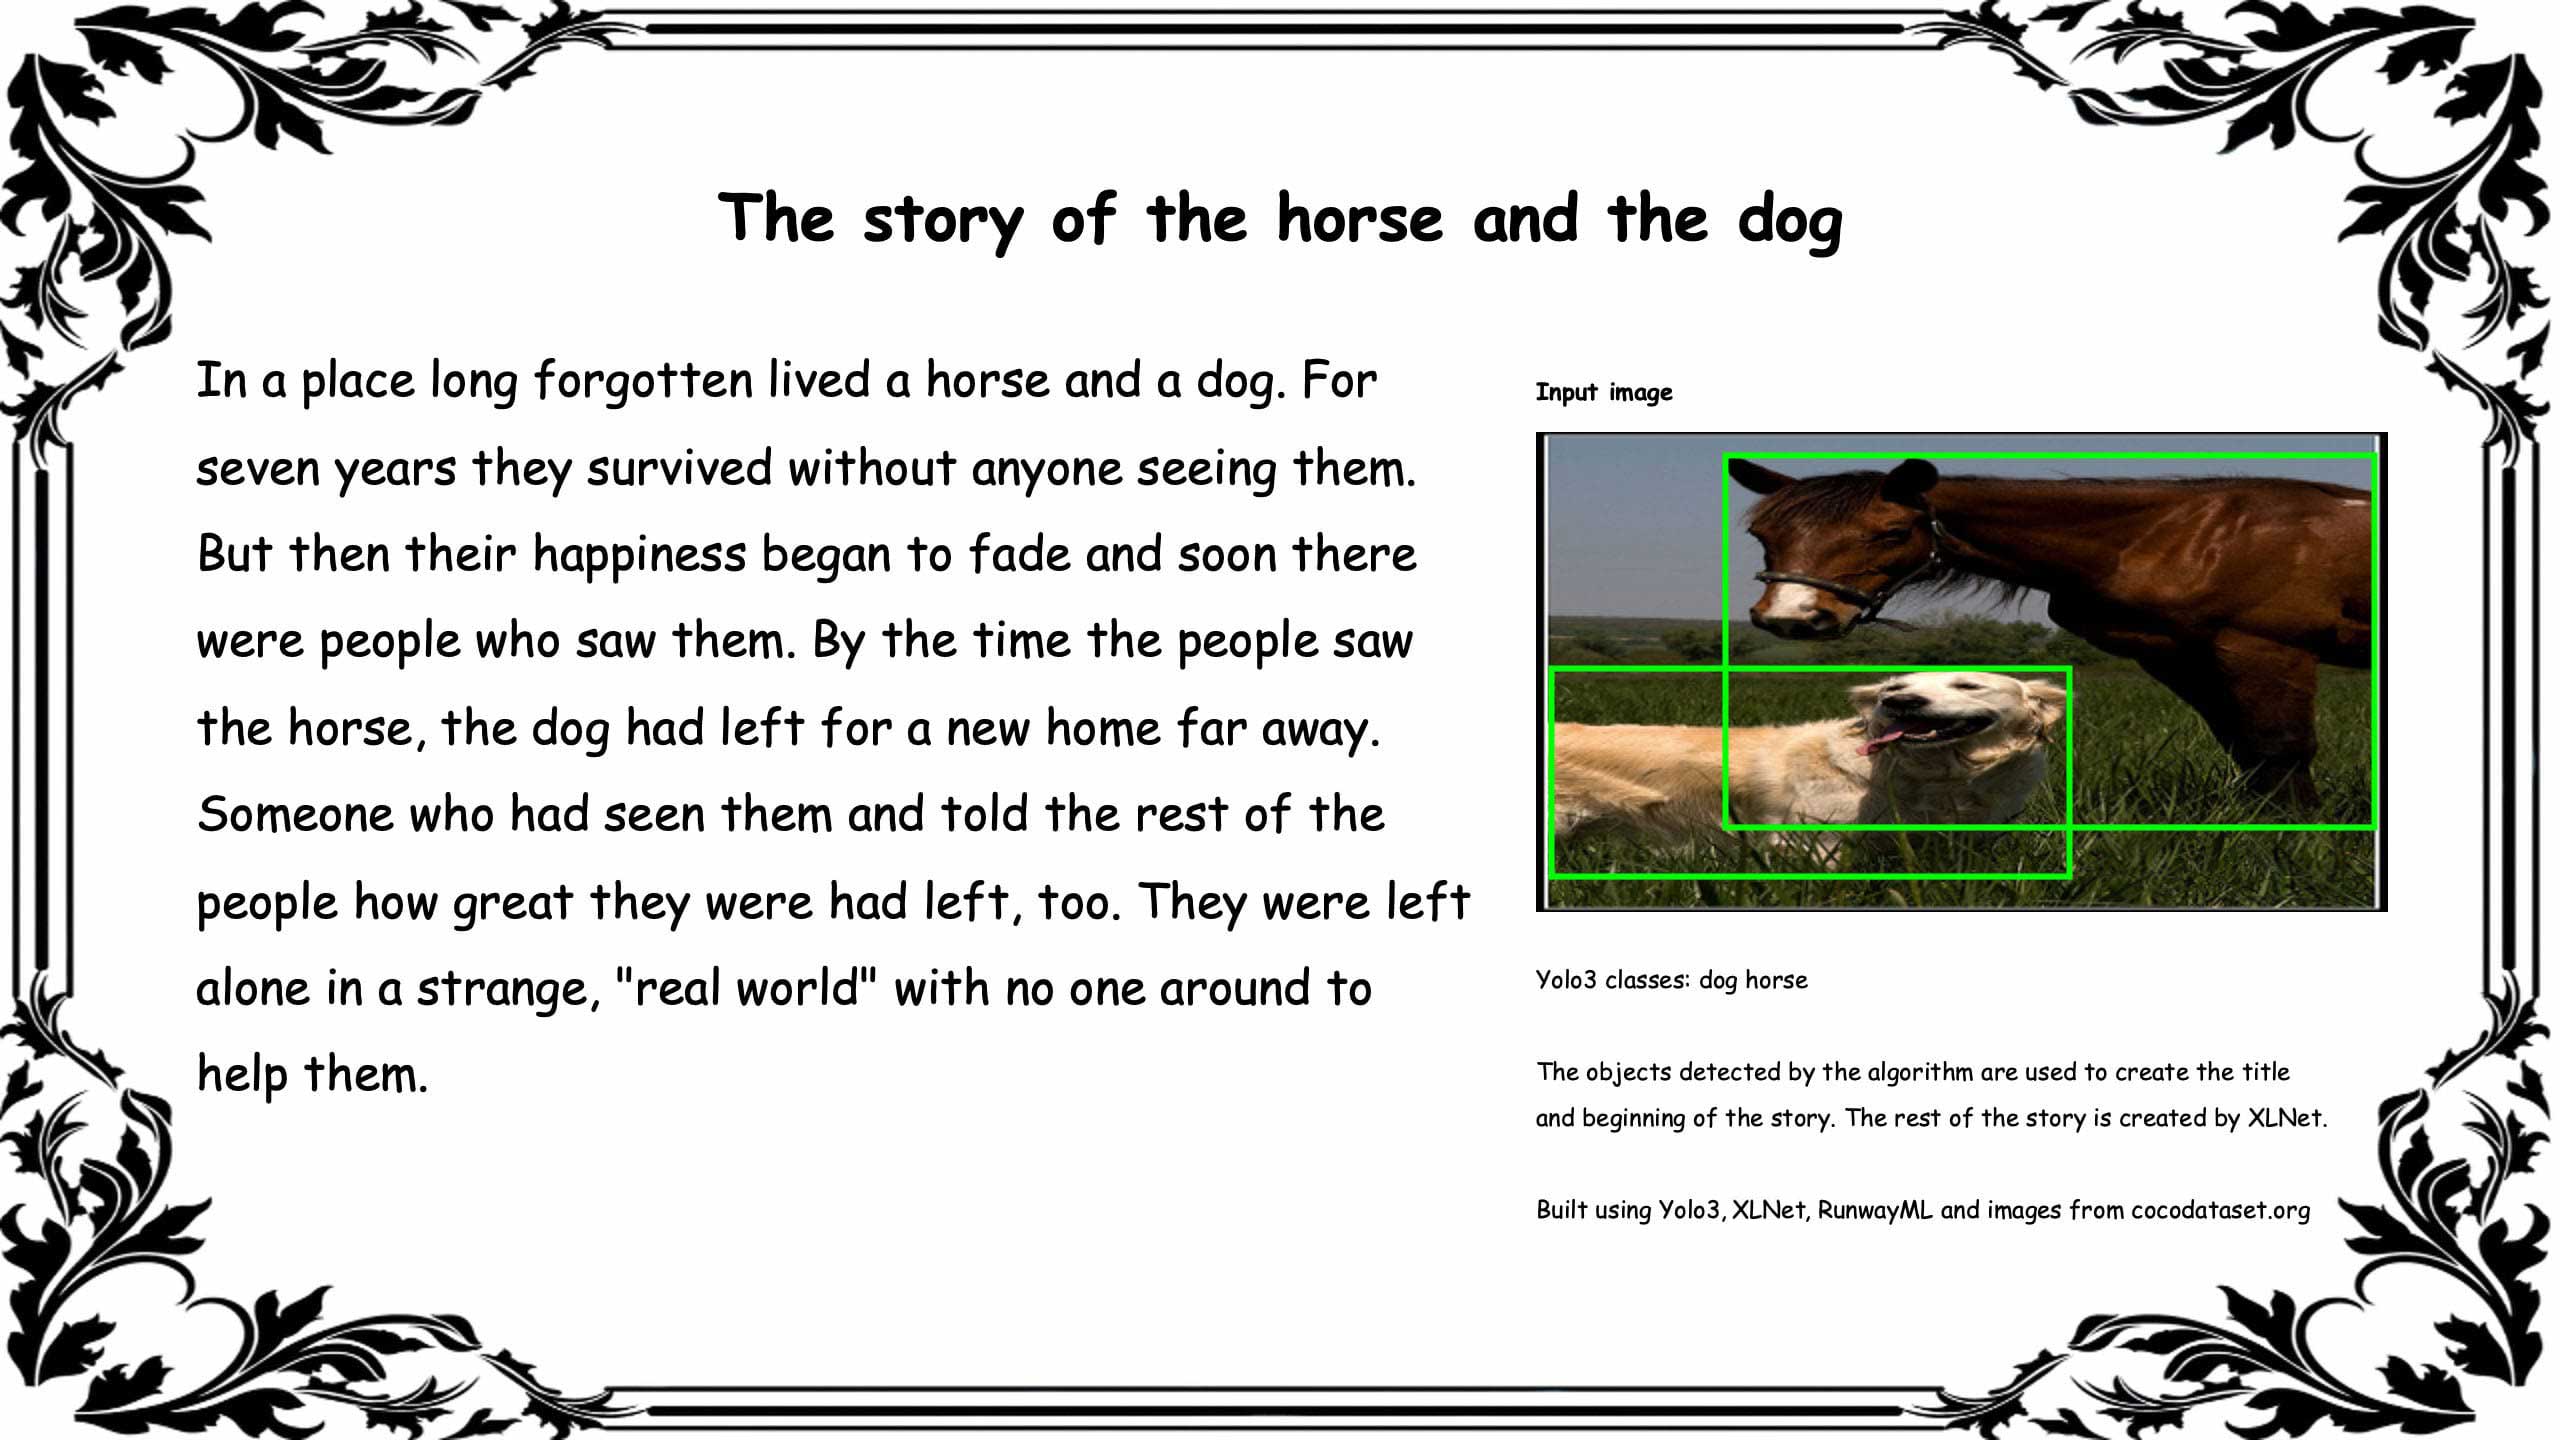 The story of the horse and the dog
In a place long forgotten lived a horse and a dog. For
seven years they survived without anyone seeing them.
But then their happiness began to fade and soon there
were people who saw them. By the time the people saw
the horse, the dog had left for a new home far away.
Someone who had seen them and told the rest of the
people how great they were had left, too. They were left
alone in a strange, "real world" with no one around to
help them.
Input image
Yolo3 classes: dog horse
The objects detected by the algorithm are used to create the title
and beginning of the story. The rest of the story is created by XLNet.
Built using Yolo3, XLNet, RunwayML and images from cocodataset.org